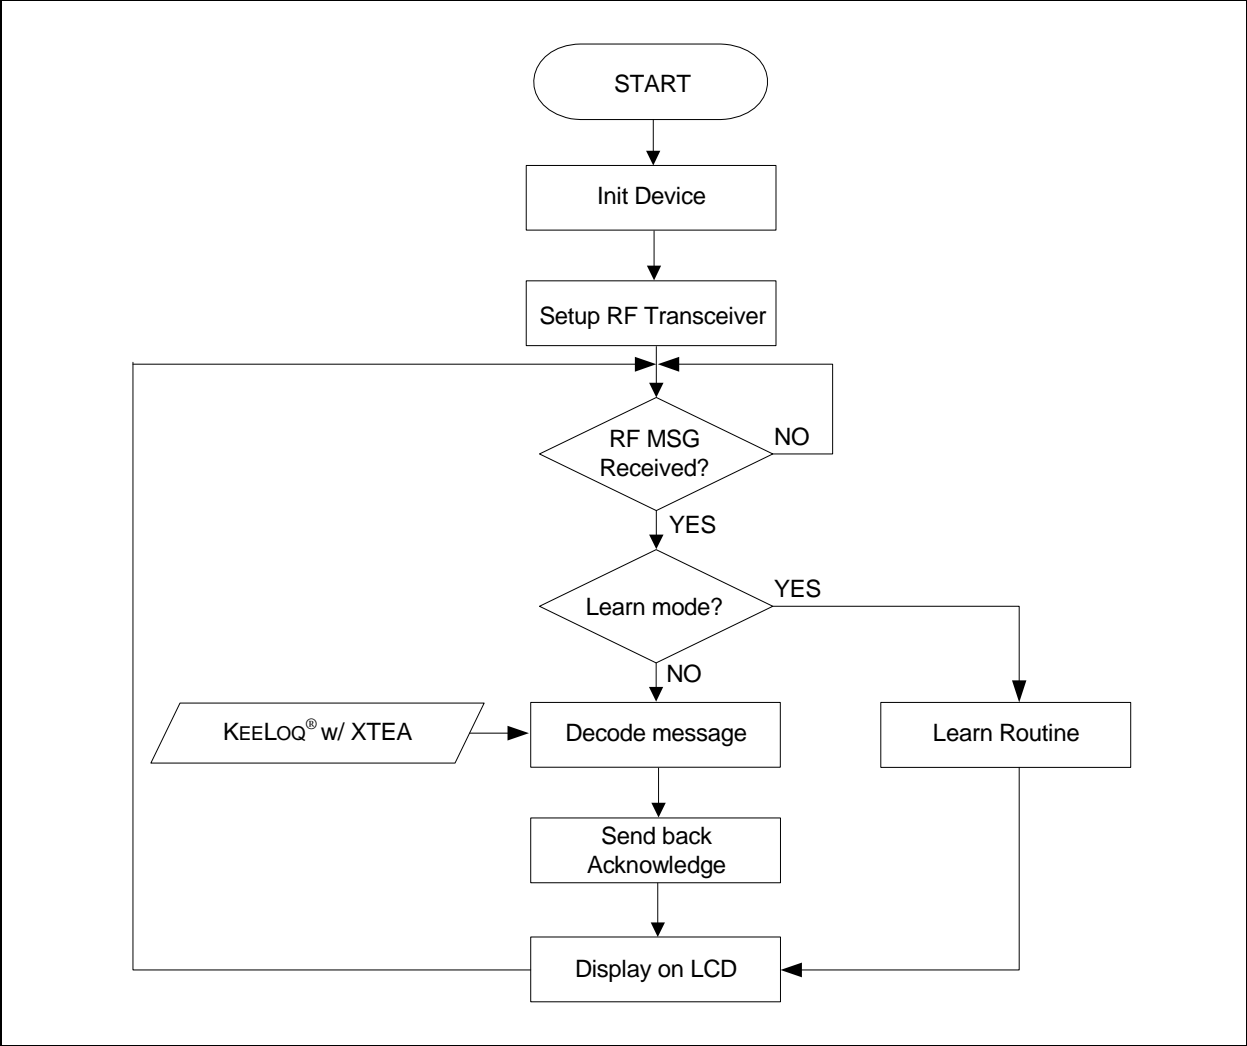 START
Init Device
Setup RF Transceiver
RF MSG
Received?
NO
YES
Learn mode?
YES
NO
KEELOQ® w/ XTEA
Decode message
Learn Routine
Send back
Acknowledge
Display on LCD